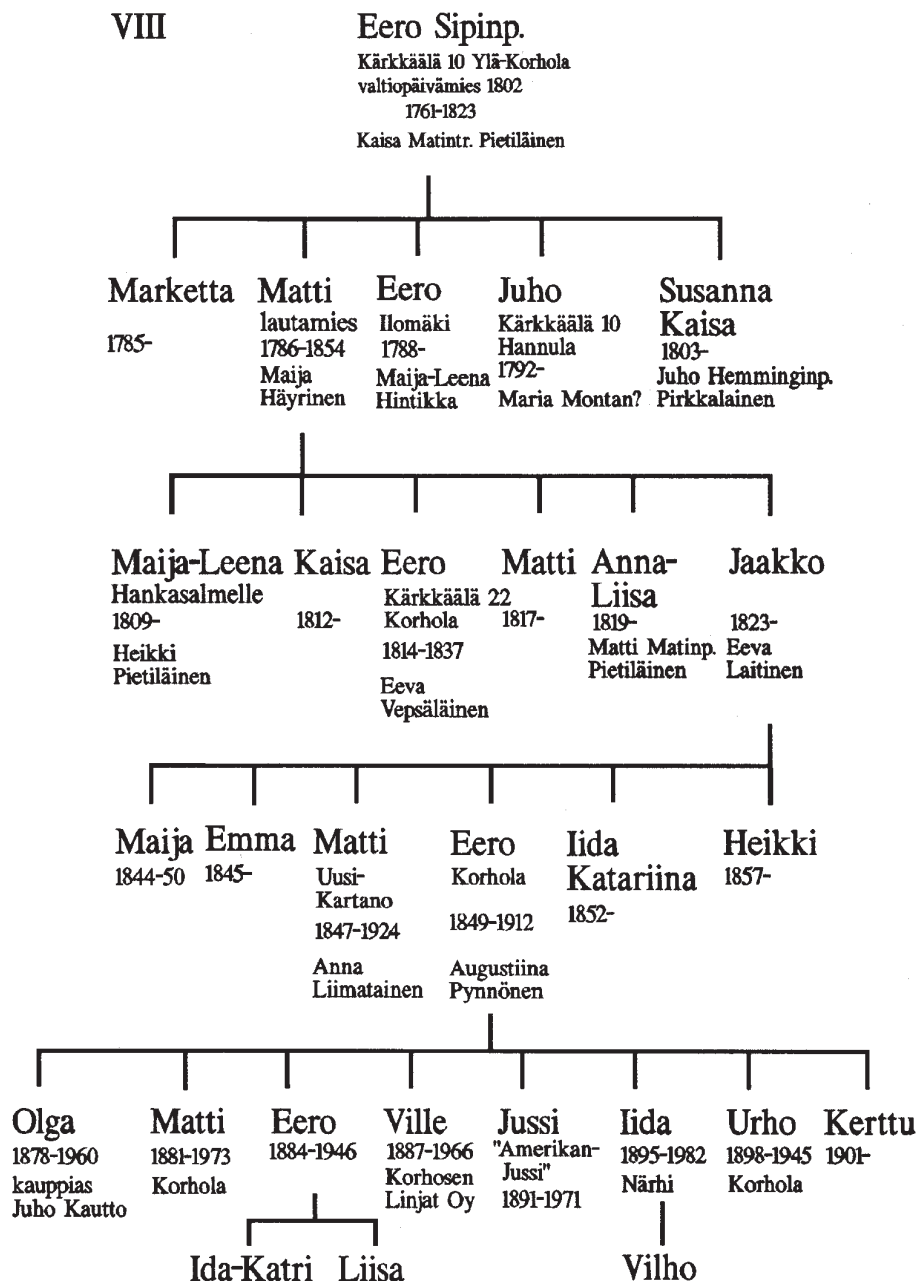 VIII
Eero Sipinp.
Kärkkäälä 10 Ylä-Korhola
valtiopäivämies 1802
1761-1823
Kaisa Matintr. Pietiläinen
Marketta
1785-
Matti
lautamies
1786-1854
Maija
Häyrinen
Eero
Ilomäki
1788-
Maija-Leena
Hintikka
Juho
Kärkkäälä 10
Hannula
1792-
Maria Montan?
Susanna
Kaisa
1803-
Juho Hemminginp.
Pirkkalainen
Maija-Leena
Hankasalmelle
1809-
Heikki
Pietiläinen
Kaisa
1812-
Eero
Kärkkäälä 22
Korhola
1814-1837
Eeva
Vepsäläinen
Matti
1817-
Anna-
Liisa
1819-
Matti Matinp.
Pietiläinen
Jaakko
1823-
Eeva
Laitinen
Maija
1844-50
Emma
1845-
Matti
Uusi-
Kartano
1847-1924
Anna
Liimatainen
Eero
Korhola
1849-1912
Augustiina
Pynnönen
Iida
Katariina
1852-
Heikki
1857-
Olga
1878-1960
kauppias
Juho Kautto
Matti
1881-1973
Korhola
Eero
1884-1946
Ville
1887-1966
Korhosen
Linjat Oy
Jussi
"Amerikan-
Jussi"
1891-1971
Iida
1895-1982
Närhi
Urho
1898-1945
Korhola
Kerttu
1901-
Ida-Katri
Liisa
Vilho